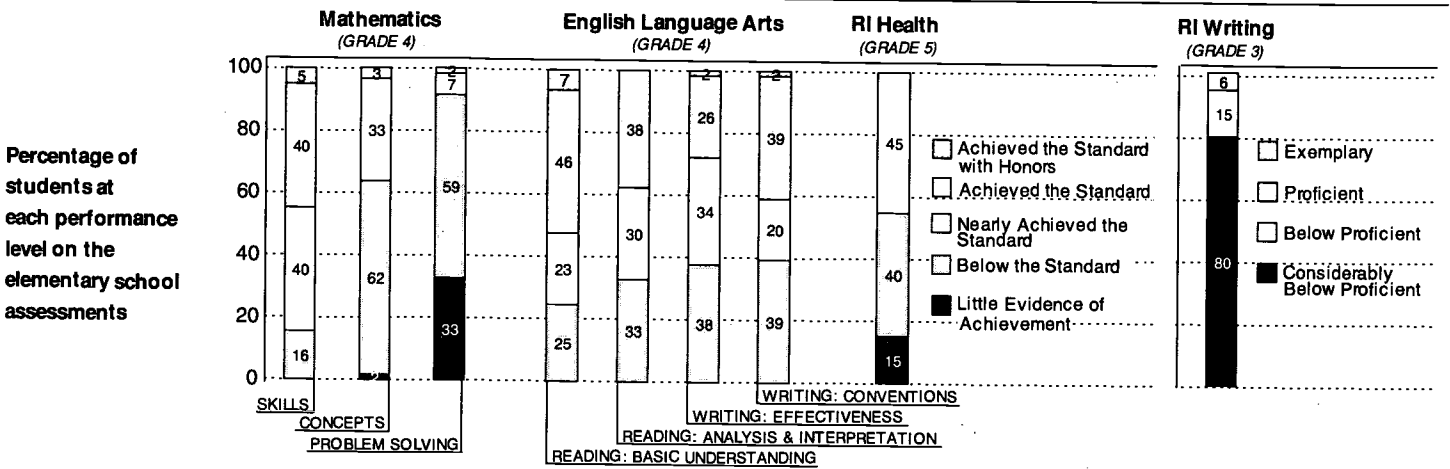 Mathematics
(GRADE 4)
English Language Arts
(GRADE 4)
RI Health
(GRADE 5)
RI Writing
(GRADE 3)
Percentage of
students at
each performance
level on the
elementary school
assessments
100
80
60
40
20
0
5
40
40
16
3
33
62
2
2
7
59
33
7
46
23
25
38
30
33
2
26
34
38
2
39
20
39
45
40
15
Achieved the Standard
with Honors
Achieved the Standard
Nearly Achieved the
Standard
Below the Standard
Little Evidence of
Achievement
6
15
80
Exemplary
Proficient
Below Proficient
Considerably
Below Proficient
SKILLS
CONCEPTS
PROBLEM SOLVING
WRITING: CONVENTIONS
WRITING: EFFECTIVENESS
READING: ANALYSIS & INTERPRETATION
READING: BASIC UNDERSTANDING